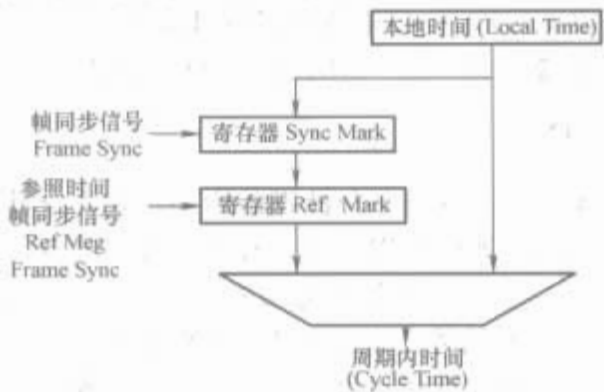 本地时间 (Local Time)
帧同步信号
Frame Sync
寄存器 Sync Mark
参照时间
帧同步信号
Ref Meg
Frame Sync
寄存器 Ref Mark
周期内时间
(Cycle Time)